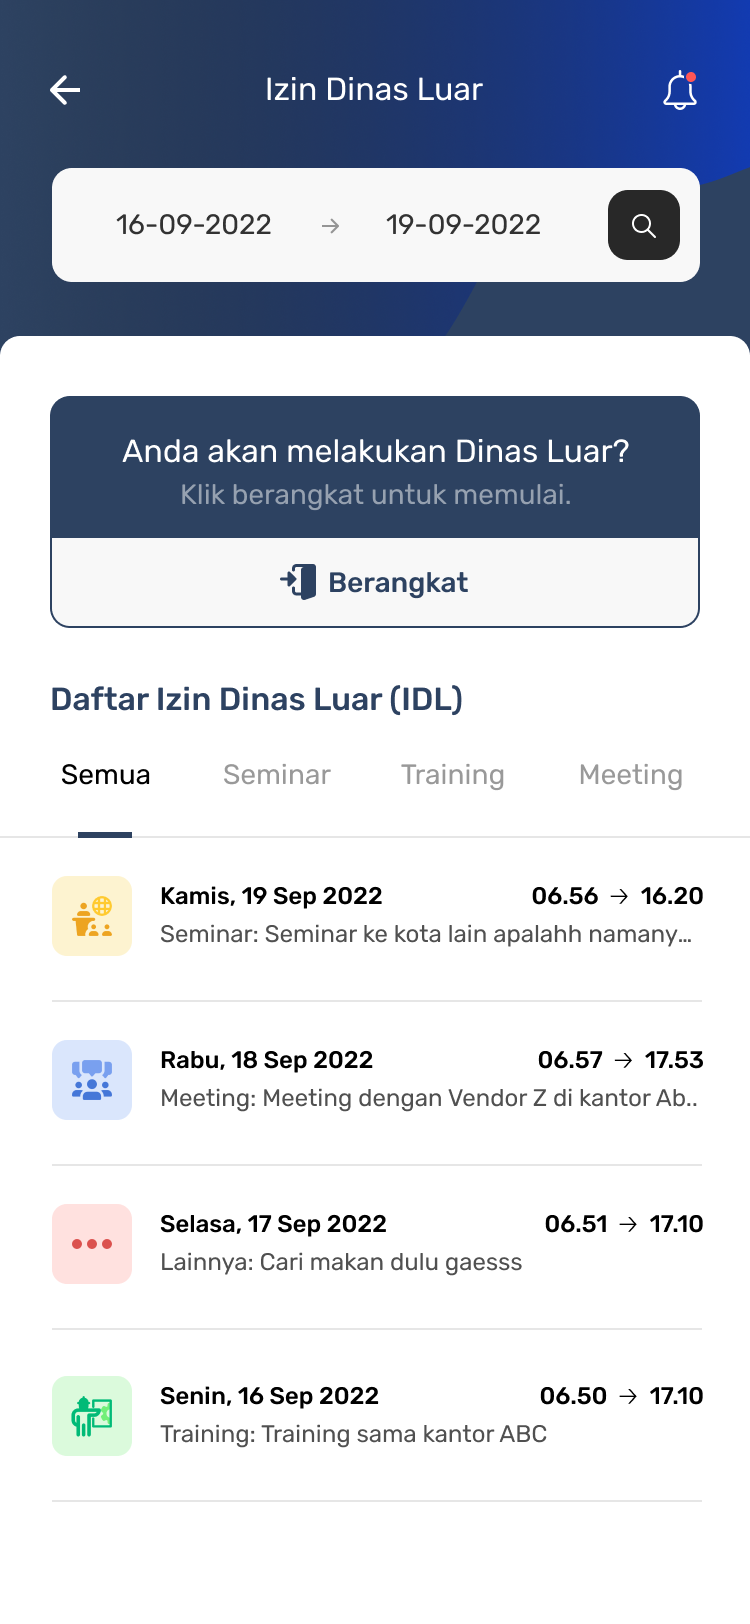 Izin Dinas Luar
16-09-2022 → 19-09-2022
Anda akan melakukan Dinas Luar?
Klik berangkat untuk memulai.
Berangkat
Daftar Izin Dinas Luar (IDL)
Semua Seminar Training Meeting
Kamis, 19 Sep 2022 06.56 → 16.20
Seminar: Seminar ke kota lain apalahh namany...
Rabu, 18 Sep 2022 06.57 → 17.53
Meeting: Meeting dengan Vendor Z di kantor Ab..
Selasa, 17 Sep 2022 06.51 → 17.10
Lainnya: Cari makan dulu gaesss
Senin, 16 Sep 2022 06.50 → 17.10
Training: Training sama kantor ABC